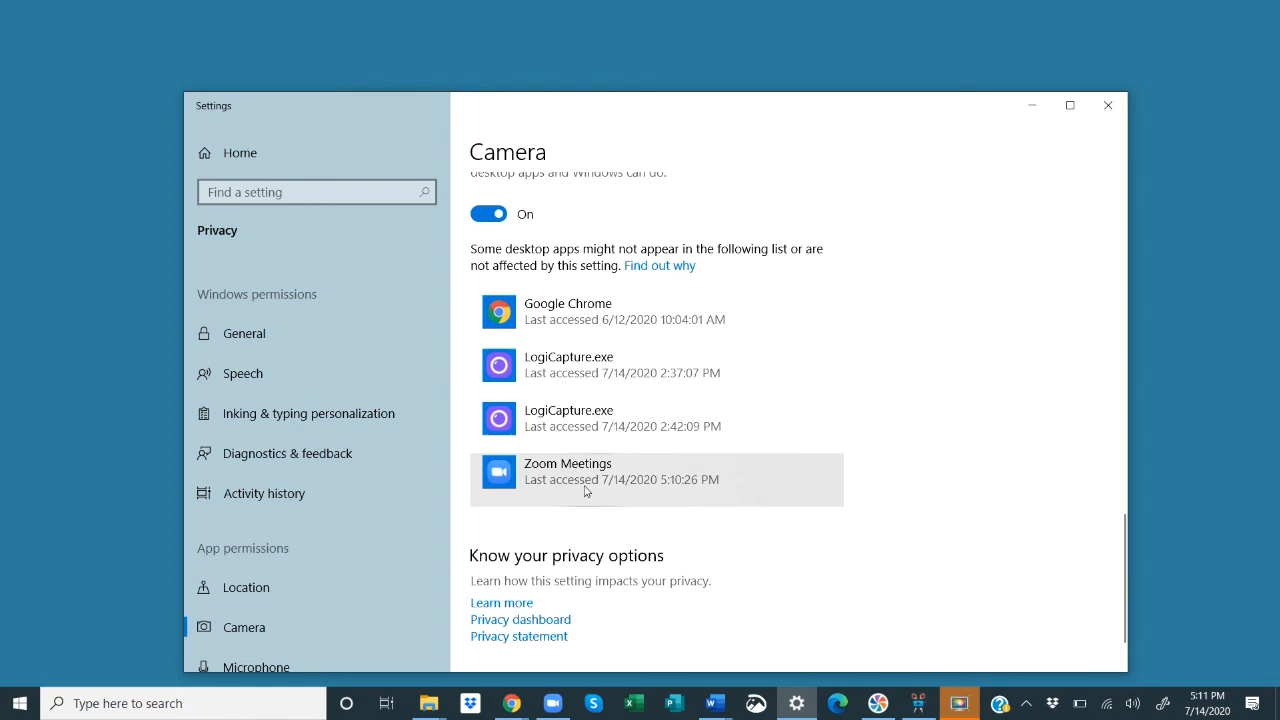 Settings
Home
Find a setting
Privacy
Windows permissions
General
Speech
Inking & typing personalization
Diagnostics & feedback
Activity history
App permissions
Location
Camera
Microphone
Camera
desktop apps and Windows can do.
On
Some desktop apps might not appear in the following list or are
not affected by this setting. Find out why
Google Chrome
Last accessed 6/12/2020 10:04:01 AM
LogiCapture.exe
Last accessed 7/14/2020 2:37:07 PM
LogiCapture.exe
Last accessed 7/14/2020 2:42:09 PM
Zoom Meetings
Last accessed 7/14/2020 5:10:26 PM
Know your privacy options
Learn how this setting impacts your privacy.
Learn more
Privacy dashboard
Privacy statement
Type here to search
5:11 PM
7/14/2020